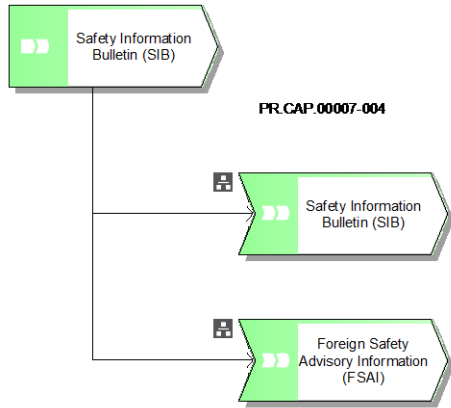 Safety Information
Bulletin (SIB)
PR.CAP.00007-004
Safety Information
Bulletin (SIB)
Foreign Safety
Advisory Information
(FSAI)